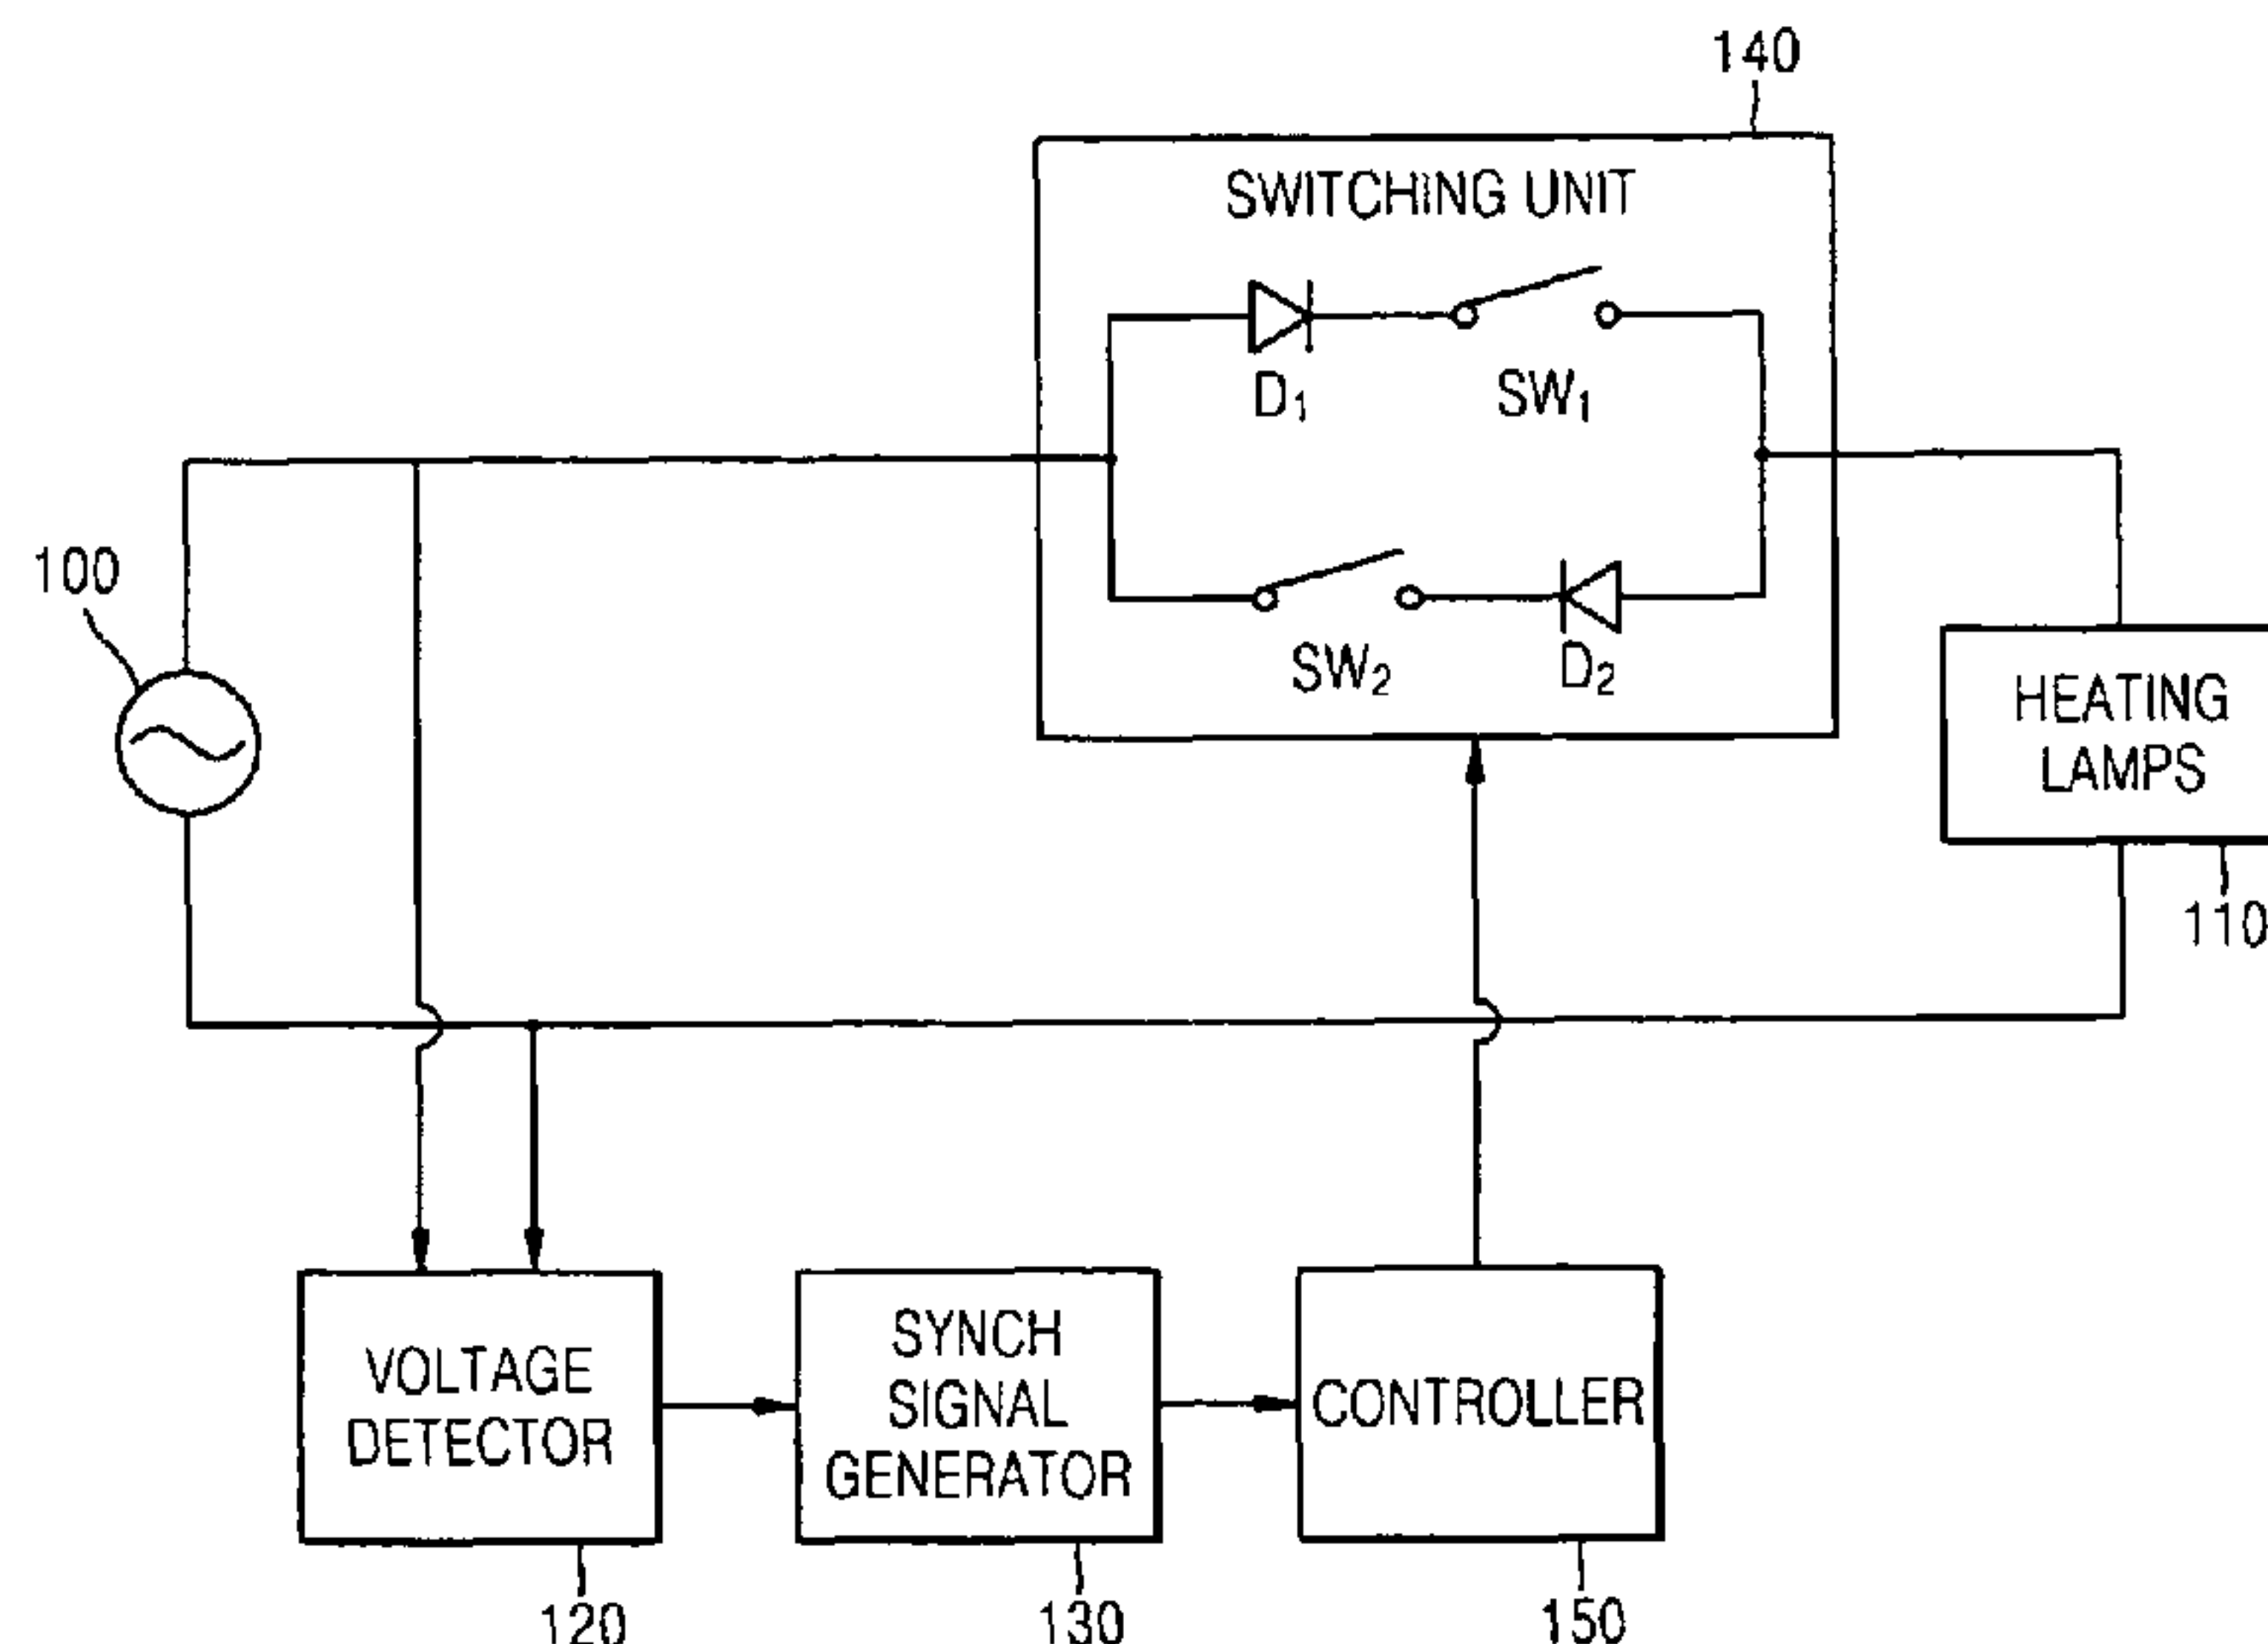 140
SWITCHING UNIT
D1
SW1
100
SW2
D2
HEATING
LAMPS
110
VOLTAGE
DETECTOR
SYNCH
SIGNAL
GENERATOR
CONTROLLER
120
130
150